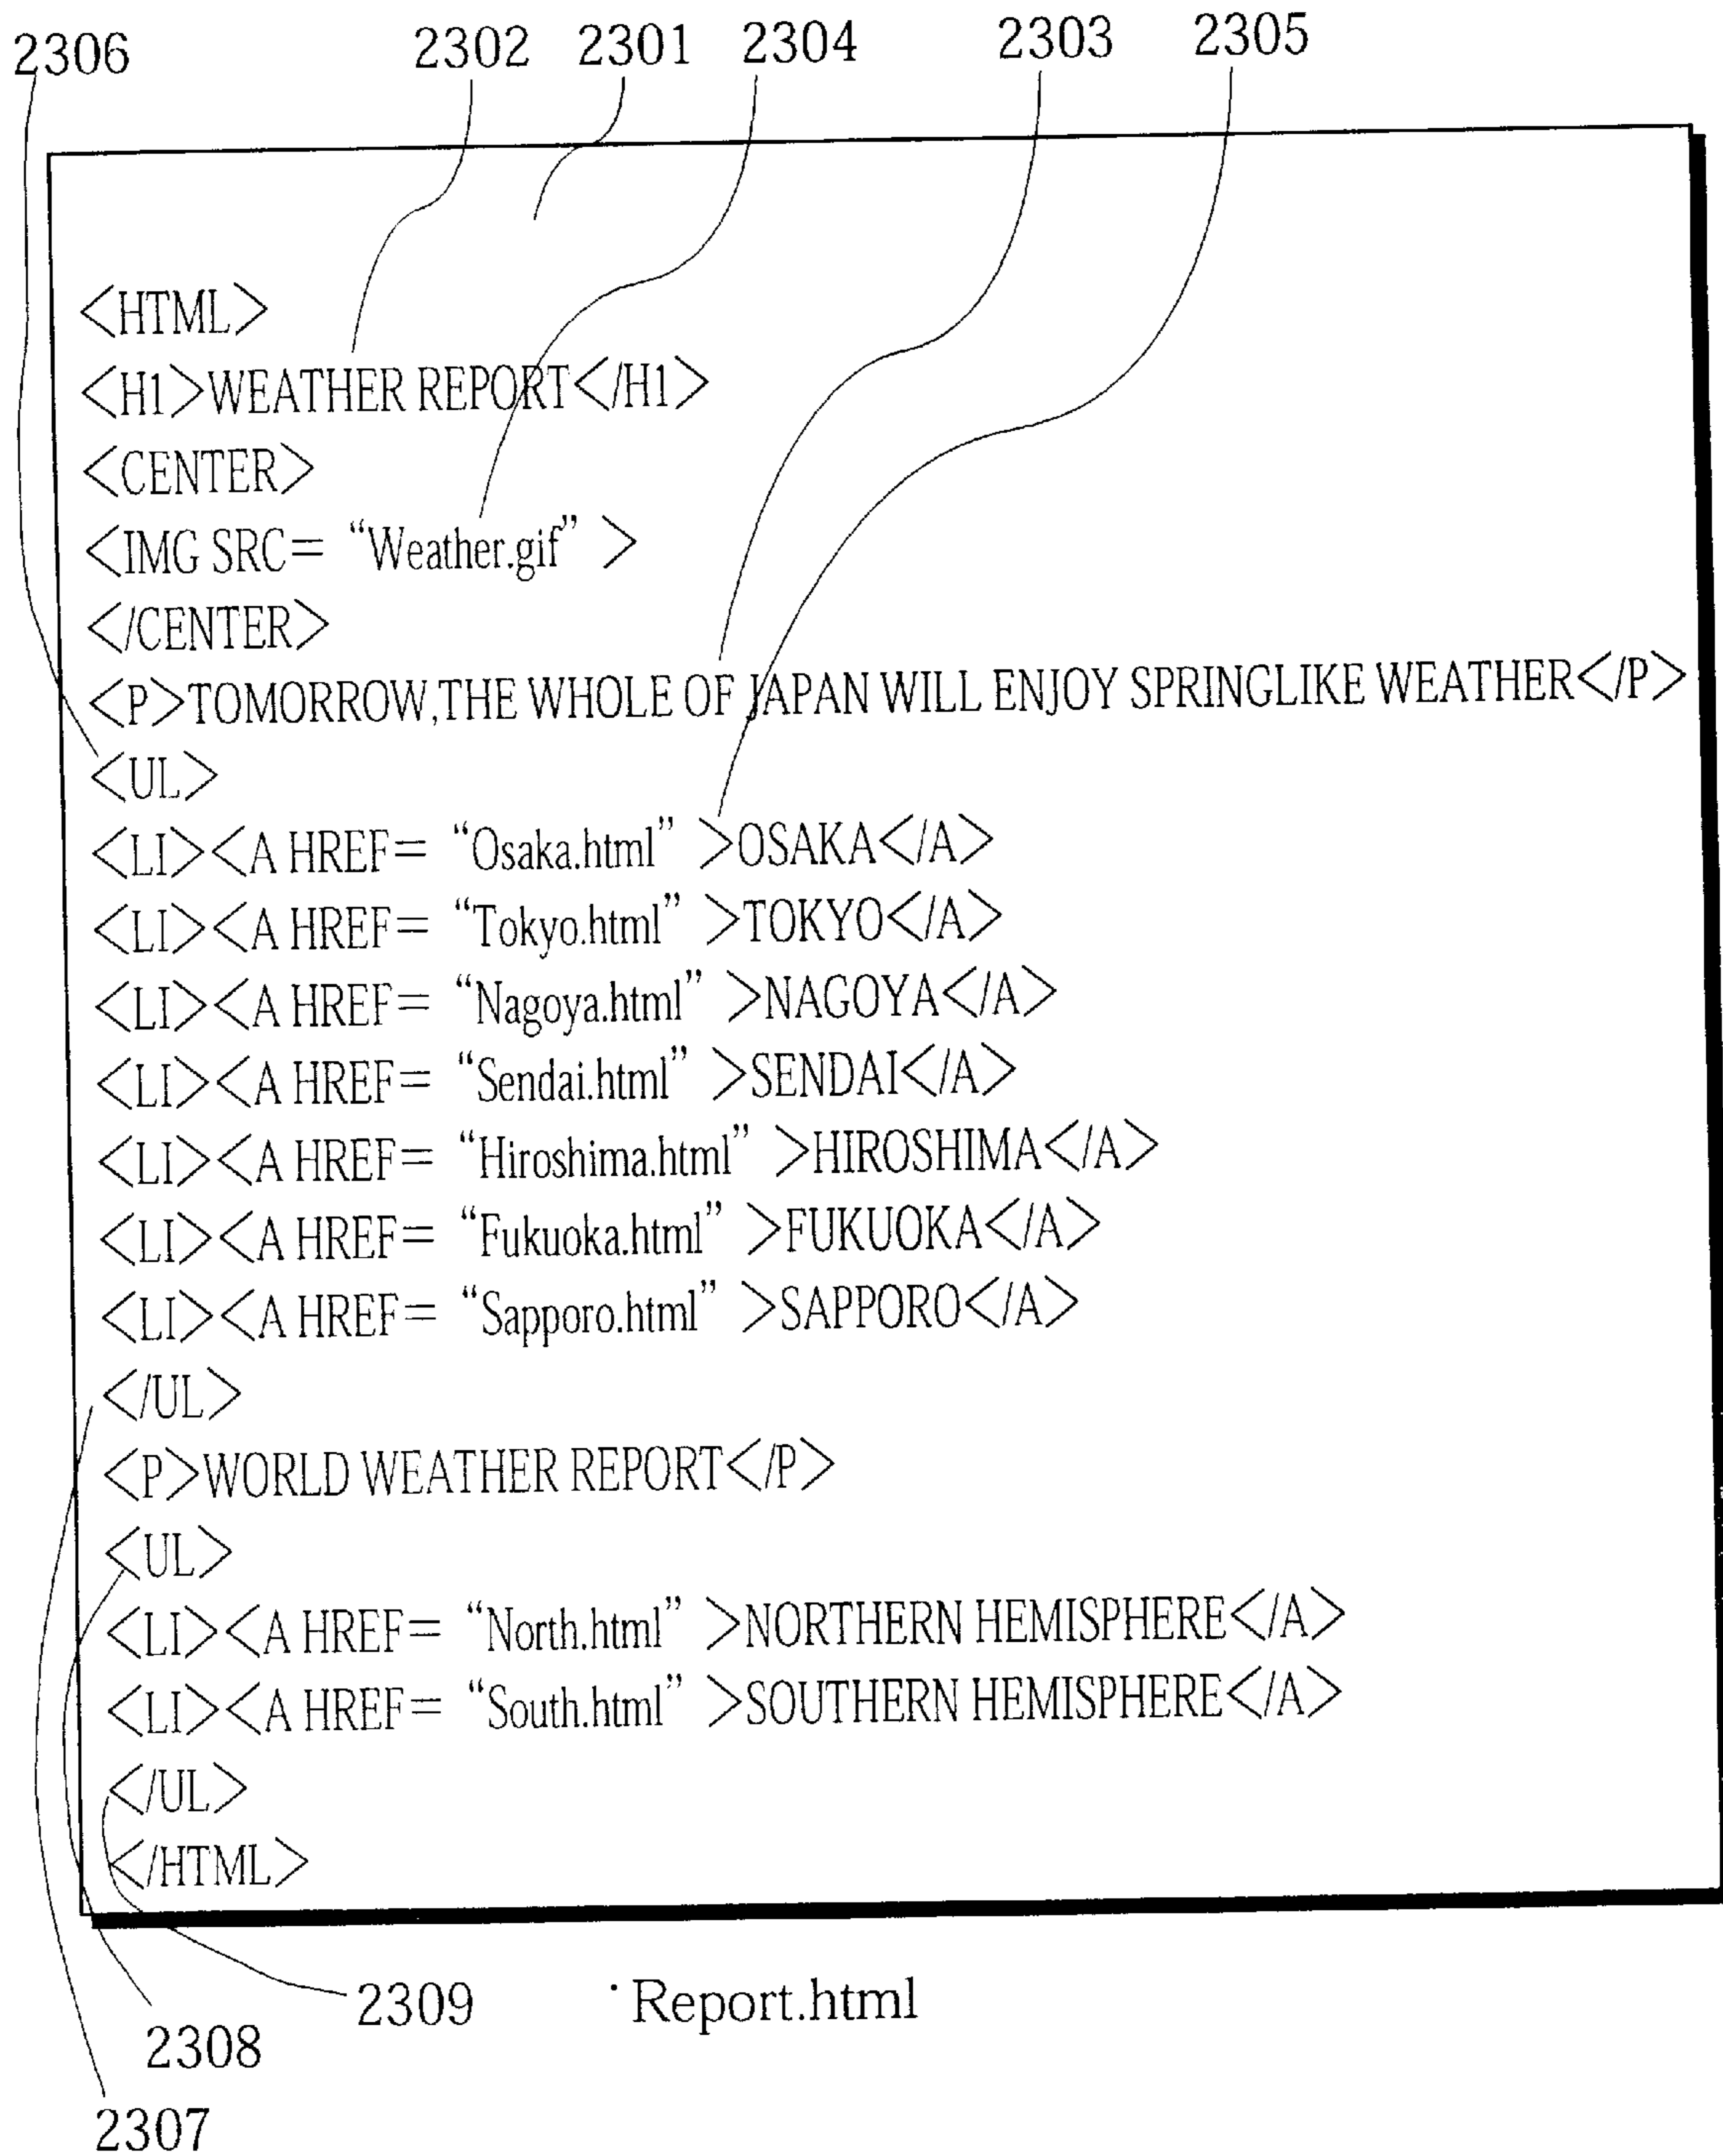 2306 2302 2301 2304 2303 2305
<HTML>
<H1>WEATHER REPORT</H1>
<CENTER>
<IMG SRC= “Weather.gif” >
</CENTER>
<P>TOMORROW,THE WHOLE OF JAPAN WILL ENJOY SPRINGLIKE WEATHER</P>
<UL>
<LI><A HREF= “Osaka.html” >OSAKA</A>
<LI><A HREF= “Tokyo.html” >TOKYO</A>
<LI><A HREF= “Nagoya.html” >NAGOYA</A>
<LI><A HREF= “Sendai.html” >SENDAI</A>
<LI><A HREF= “Hiroshima.html” >HIROSHIMA</A>
<LI><A HREF= “Fukuoka.html” >FUKUOKA</A>
<LI><A HREF= “Sapporo.html” >SAPPORO</A>
</UL>
<P>WORLD WEATHER REPORT</P>
<UL>
<LI><A HREF= “North.html” >NORTHERN HEMISPHERE</A>
<LI><A HREF= “South.html” >SOUTHERN HEMISPHERE</A>
</UL>
</HTML>
2309 Report.html
2308
2307